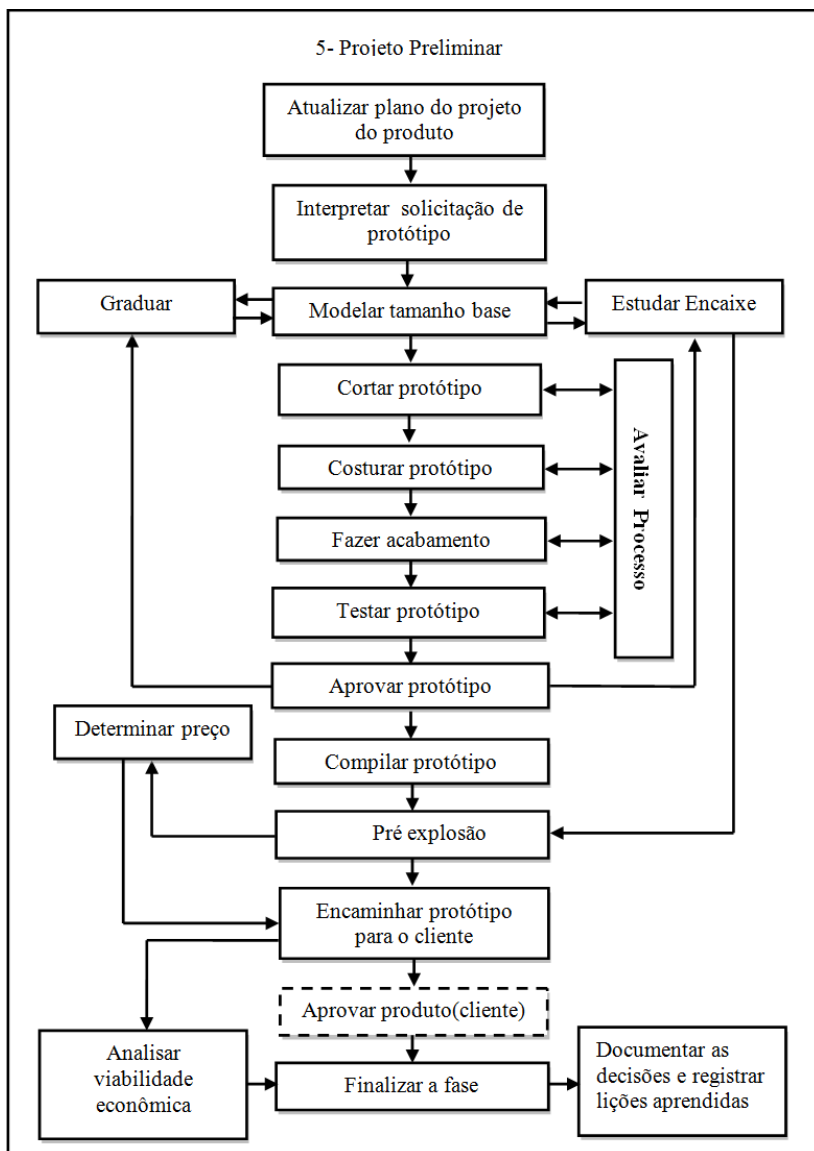 5- Projeto Preliminar
Atualizar plano do projeto
do produto
Interpretar solicitação de
protótipo
Graduar
Modelar tamanho base
Estudar Encaixe
Cortar protótipo
Costurar protótipo
Fazer acabamento
Testar protótipo
Avaliar Processo
Aprovar protótipo
Determinar preço
Compilar protótipo
Pré explosão
Encaminhar protótipo
para o cliente
Aprovar produto(cliente)
Analisar
viabilidade
econômica
Finalizar a fase
Documentar as
decisões e registrar
lições aprendidas